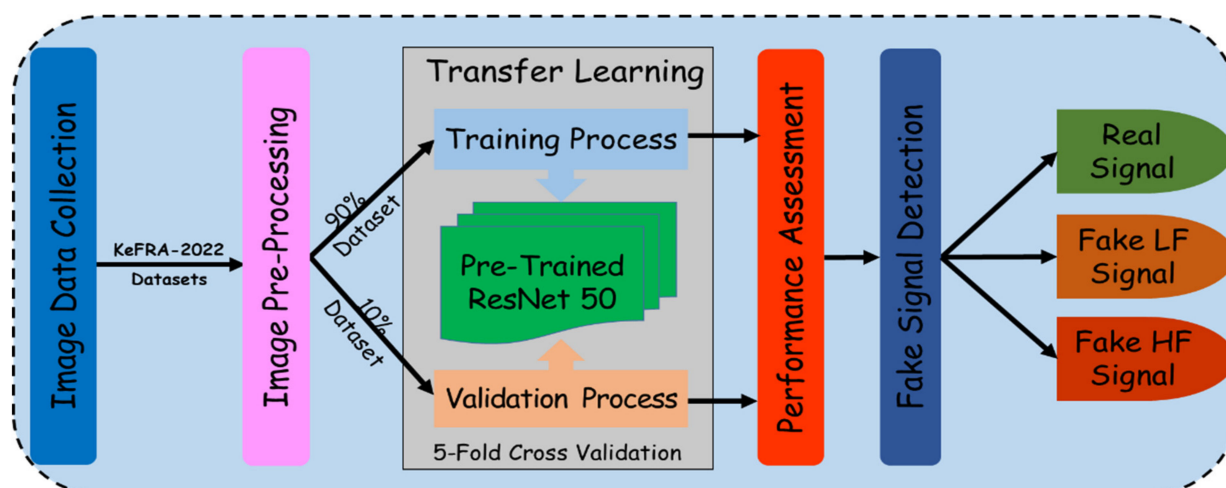 Image Data Collection
KeFRA-2022
Datasets
Image Pre-Processing
90%
Dataset
10%
Dataset
Transfer Learning
Training Process
Pre-Trained
ResNet 50
Validation Process
5-Fold Cross Validation
Performance Assessment
Fake Signal Detection
Real
Signal
Fake LF
Signal
Fake HF
Signal